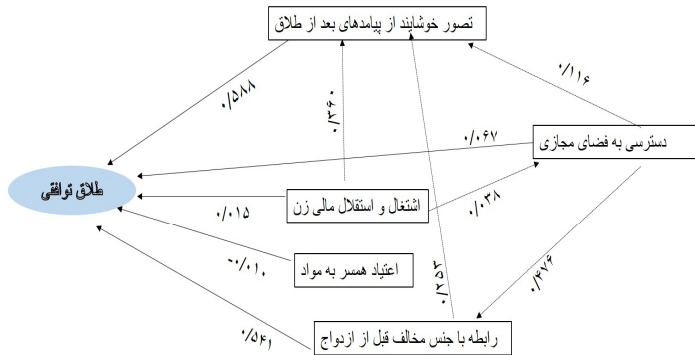 تصور خوشایند از پیامدهای بعد از طلاق
۰/۵۸۸
۰/۳۶۰
۰/۱۱۶
۰/۰۶۷
دسترسی به فضای مجازی
طلاق توافقی
اشتغال و استقلال مالی زن
۰/۰۱۵
۰/۰۳۸
اعتیاد همسر به مواد
-۰/۰۱۰
۰/۲۵۳
۰/۴۷۶
رابطه با جنس مخالف قبل از ازدواج
۰/۵۴۱